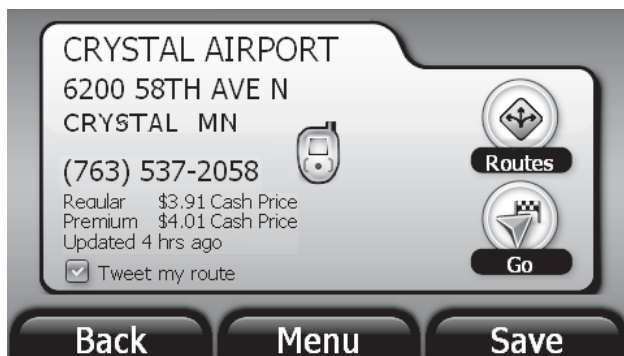 CRYSTAL AIRPORT
6200 58TH AVE N
CRYSTAL MN
(763) 537-2058
Regular $3.91 Cash Price
Premium $4.01 Cash Price
Updated 4 hrs ago
Tweet my route
Routes
Go
Back Menu Save